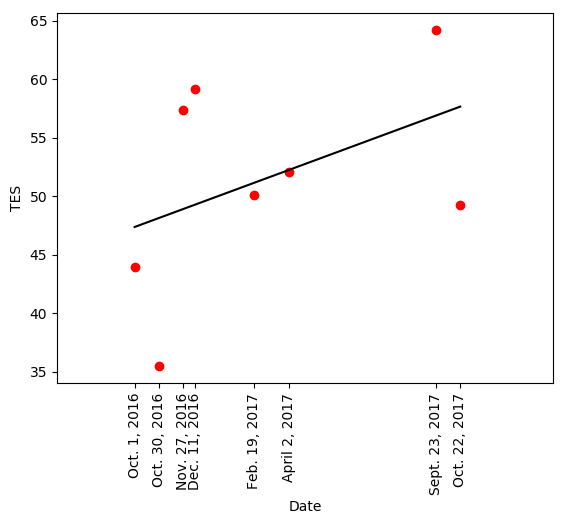 65
60
55
50
45
40
35
TES
Oct. 1, 2016
Oct. 30, 2016
Nov. 27, 2016
Dec. 11, 2016
Feb. 19, 2017
April 2, 2017
Sept. 23, 2017
Oct. 22, 2017
Date